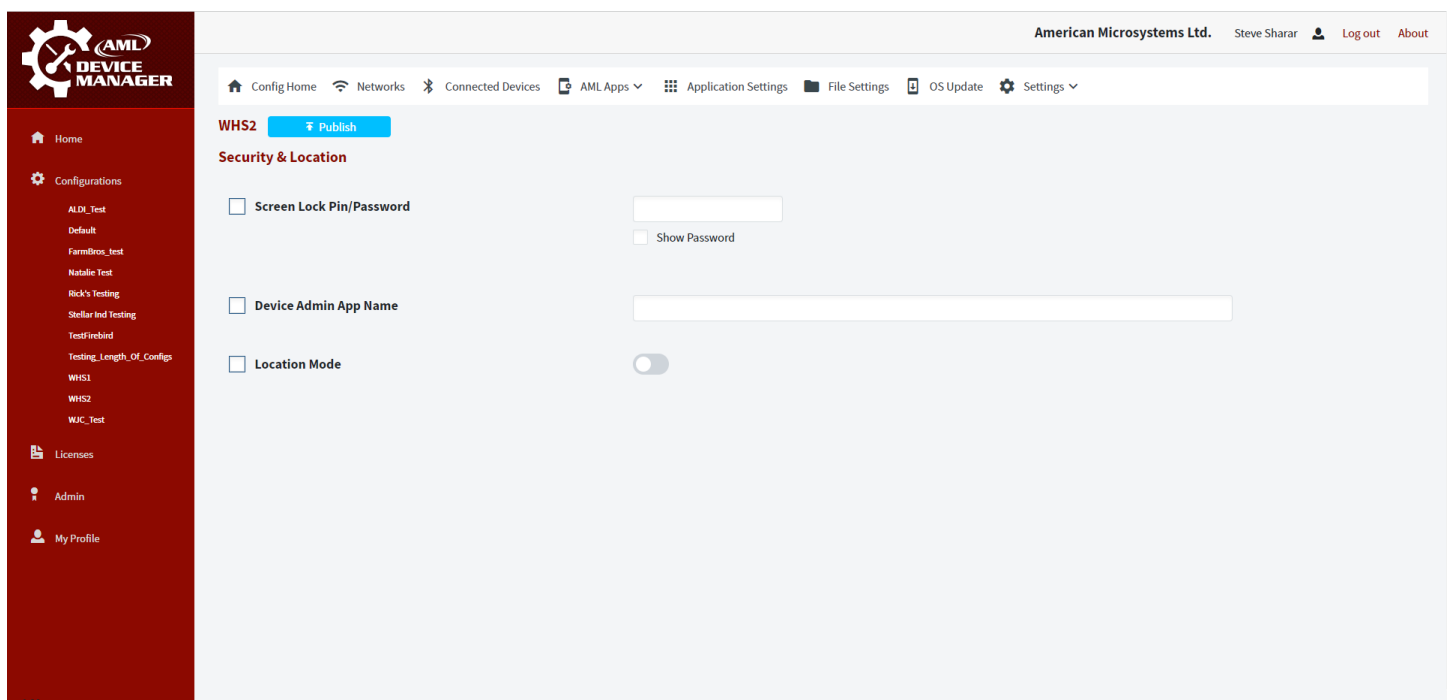 AML
DEVICE
MANAGER
American Microsystems Ltd. Steve Sharar Log out About
Config Home Networks Connected Devices AML Apps Application Settings File Settings OS Update Settings
WHS2 Publish
Security & Location
Home
Configurations
ALDI_Test
Default
FarmBros_test
Natalie Test
Rick's Testing
Stellar Ind Testing
TestFirebird
Testing_Length_Of_Configs
WHS1
WHS2
WJC_Test
Licenses
Admin
My Profile
Screen Lock Pin/Password
Show Password
Device Admin App Name
Location Mode